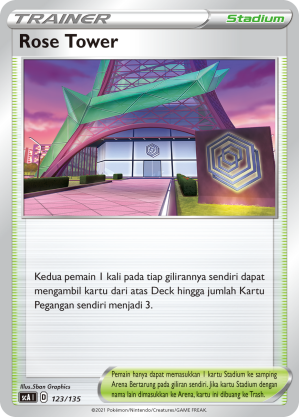 TRAINER
Stadium
Rose Tower
Kedua pemain 1 kali pada tiap gilirannya sendiri dapat
mengambil kartu dari atas Deck hingga jumlah Kartu
Pegangan sendiri menjadi 3.
Illus.5ban Graphics
scA I D 123/135
Pemain hanya dapat memasukkan 1 kartu Stadium ke samping
Arena Bertarung pada giliran sendiri. Jika kartu Stadium dengan
nama lain dimasukkan ke Arena, kartu ini dibuang ke Trash.
©2021 Pokémon/Nintendo/Creatures/GAME FREAK.